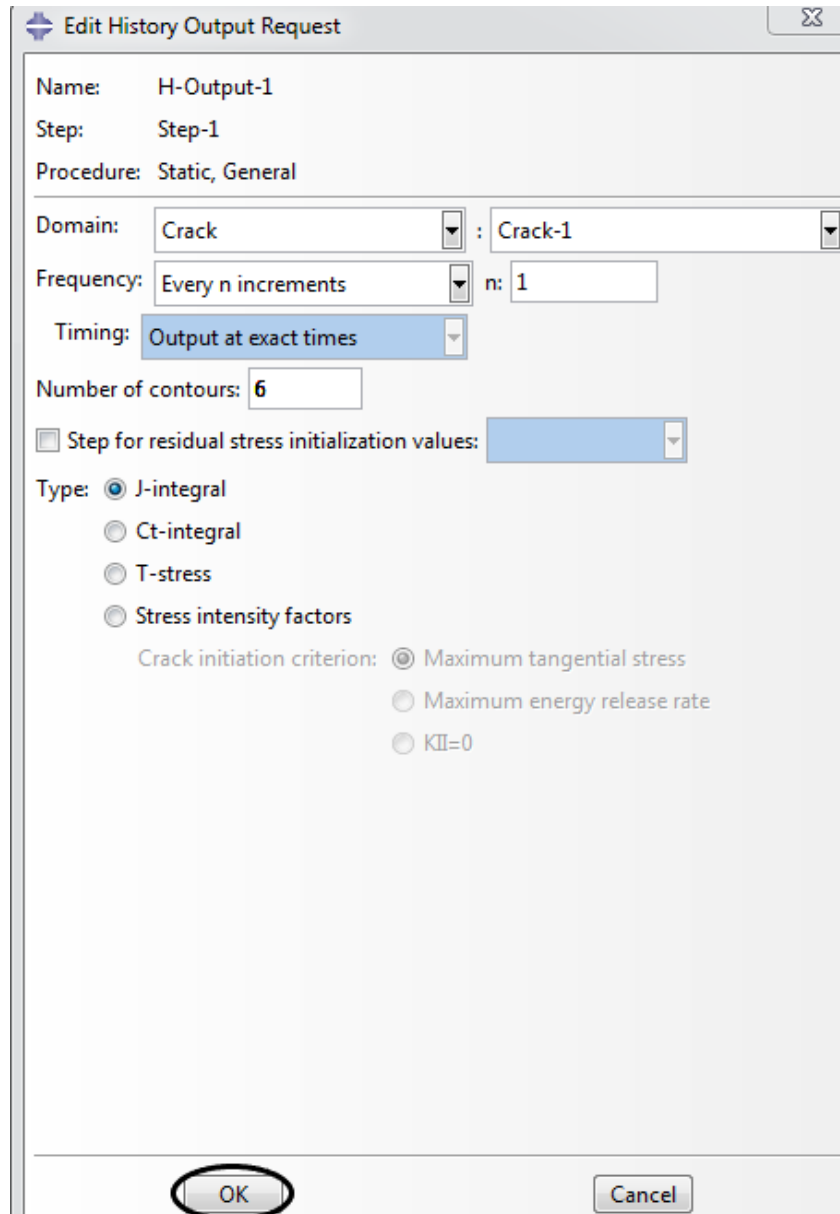 Edit History Output Request
Name: H-Output-1
Step: Step-1
Procedure: Static, General
Domain: Crack : Crack-1
Frequency: Every n increments n: 1
Timing: Output at exact times
Number of contours: 6
Step for residual stress initialization values:
Type: J-integral
Ct-integral
T-stress
Stress intensity factors
Crack initiation criterion: Maximum tangential stress
Maximum energy release rate
KII=0
OK Cancel